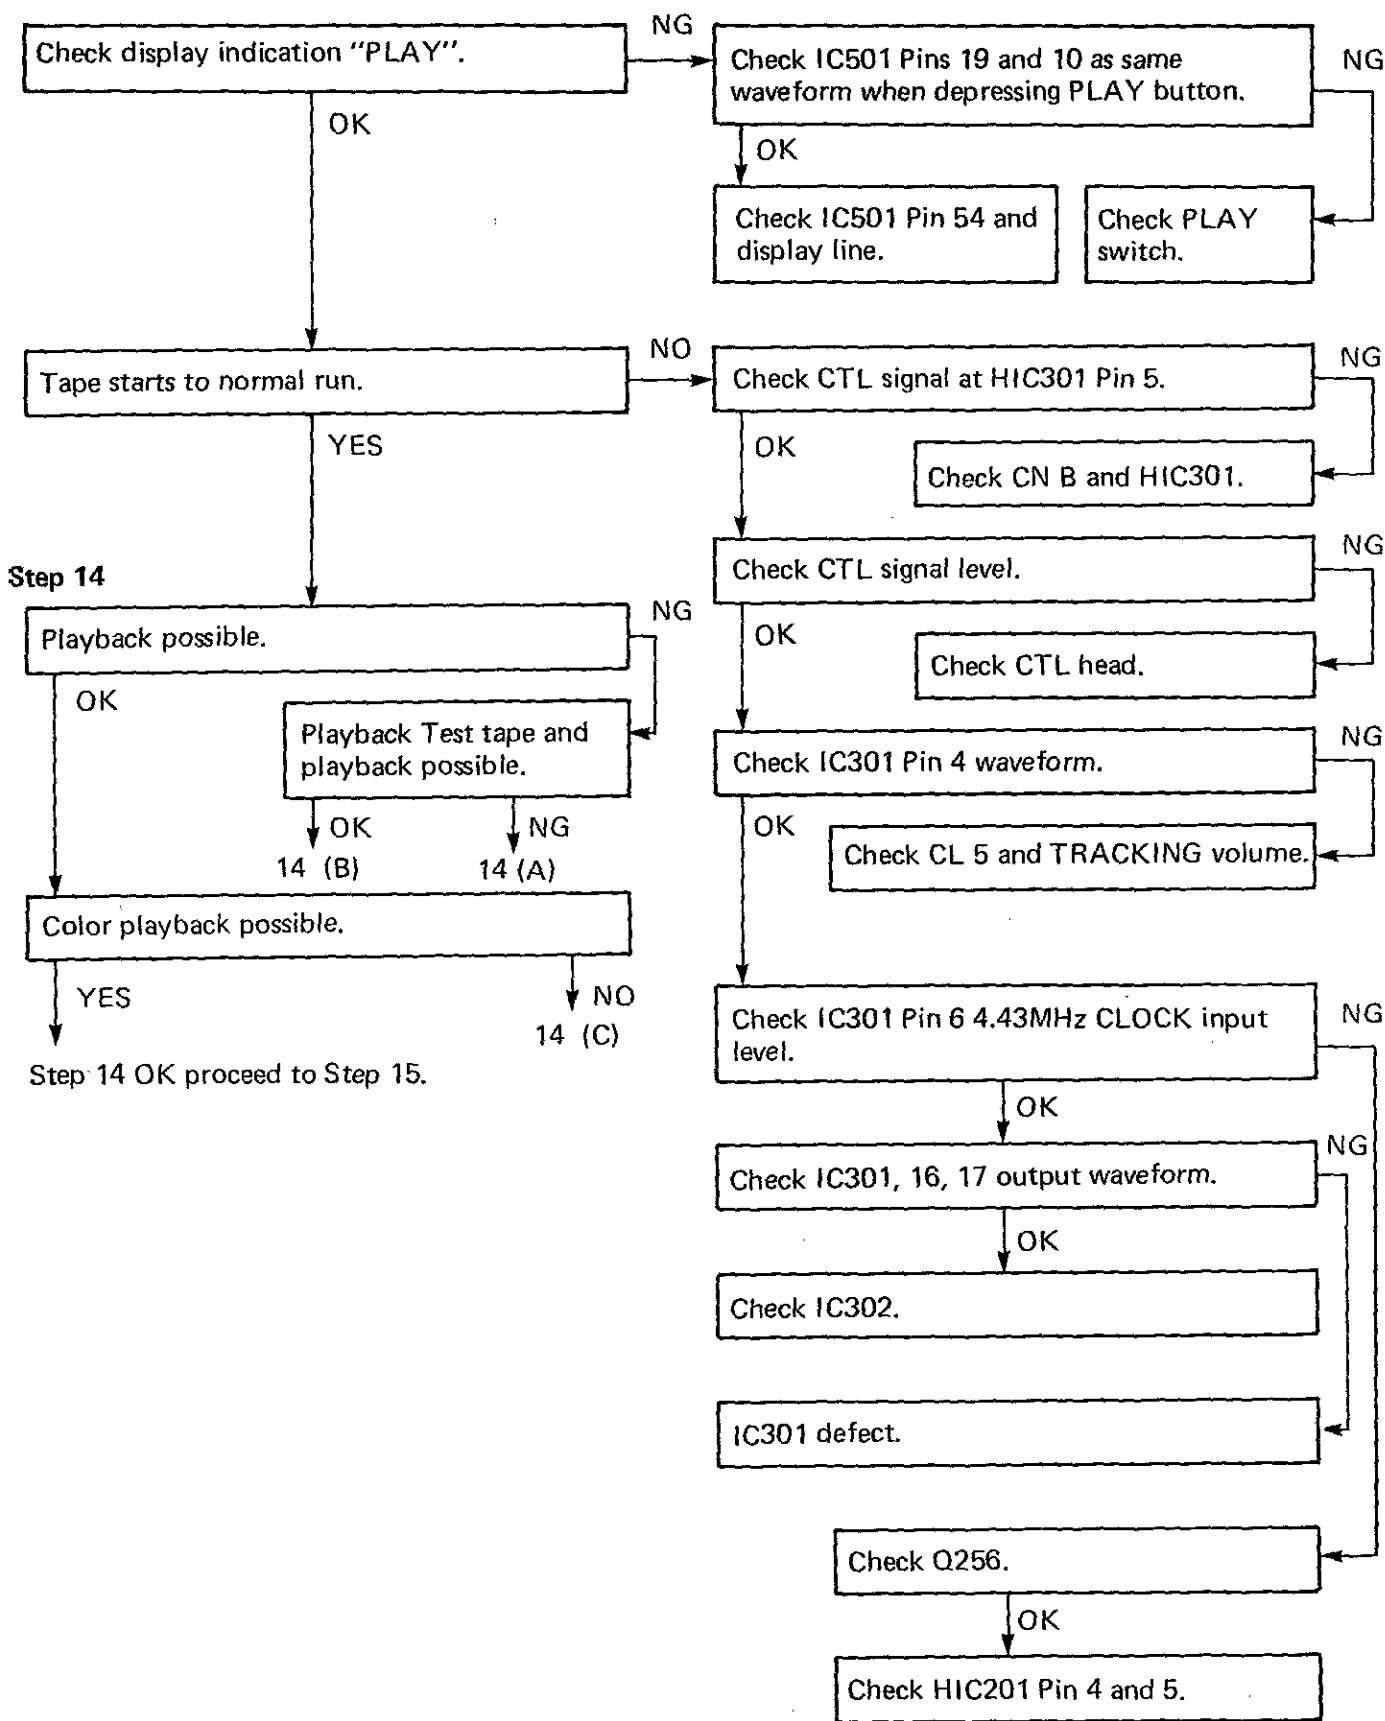 Check display indication "PLAY".
NG
Check IC501 Pins 19 and 10 as same
waveform when depressing PLAY button.
NG
OK
OK
Check IC501 Pin 54 and
display line.
Check PLAY
switch.
Tape starts to normal run.
NO
Check CTL signal at HIC301 Pin 5.
NG
YES
OK
Check CN B and HIC301.
Check CTL signal level.
NG
Step 14
Playback possible.
NG
OK
Check CTL head.
OK
Playback Test tape and
playback possible.
Check IC301 Pin 4 waveform.
NG
OK
NG
OK
14 (B)
14 (A)
Check CL 5 and TRACKING volume.
Color playback possible.
YES
NO
14 (C)
Check IC301 Pin 6 4.43MHz CLOCK input
level.
NG
Step 14 OK proceed to Step 15.
OK
Check IC301, 16, 17 output waveform.
NG
OK
Check IC302.
IC301 defect.
Check Q256.
OK
Check HIC201 Pin 4 and 5.